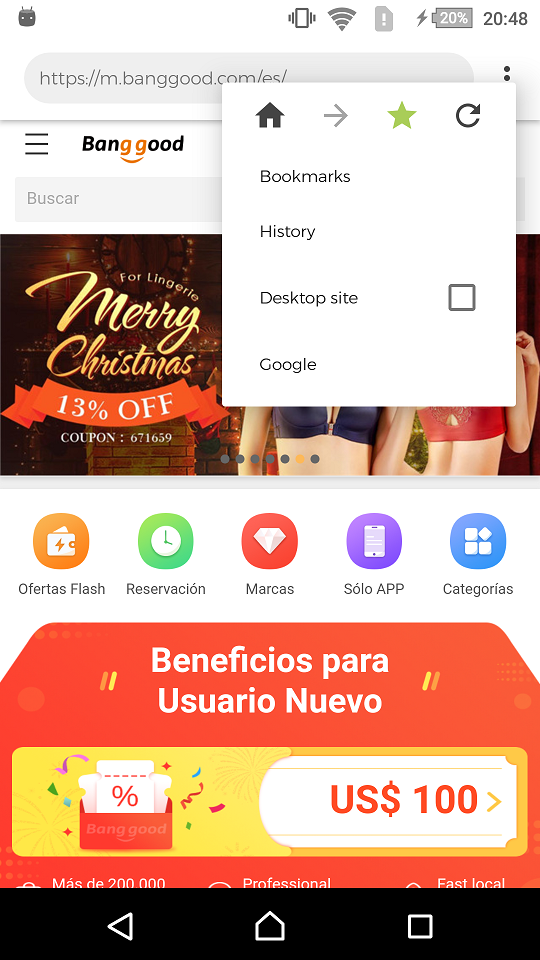 20%
20:48
https://m.banggood.com/es/
Banggood
Buscar
Bookmarks
History
Desktop site
Google
For Lingerie
Merry
Christmas
13% OFF
COUPON : 671659
Ofertas Flash
Reservación
Marcas
Sólo APP
Categorías
Beneficios para
Usuario Nuevo
%
Banggood
US$ 100
Más de 200.000
Professional
Fast local